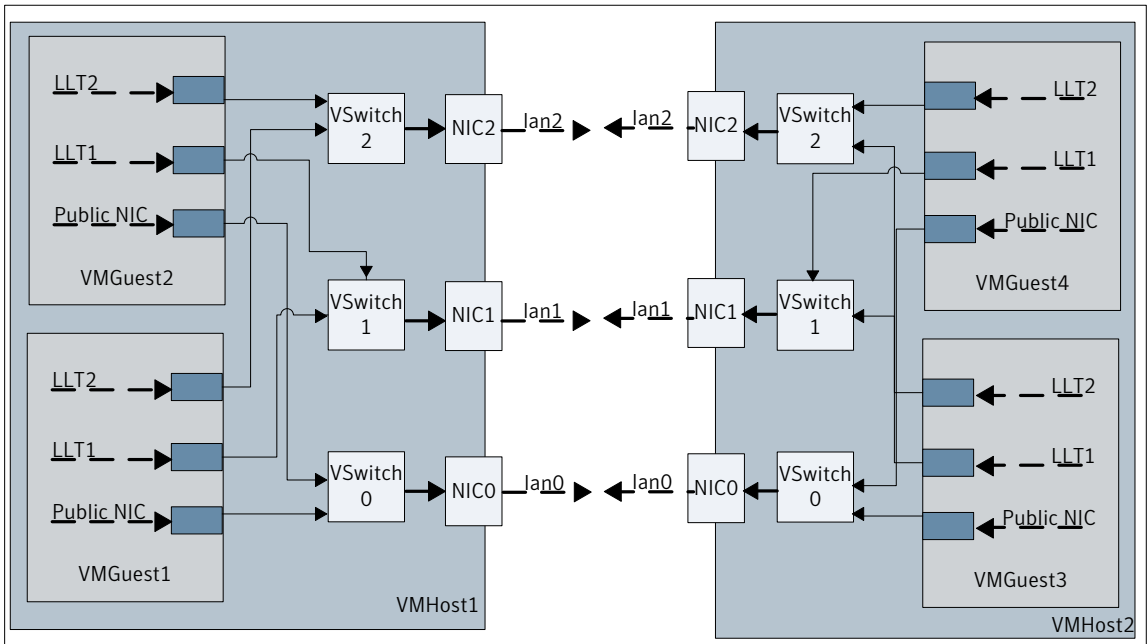 LLT2
LLT1
Public NIC
VMGuest2
LLT2
LLT1
Public NIC
VMGuest1
VSwitch
2
VSwitch
1
VSwitch
0
NIC2
NIC1
NIC0
VMHost1
lan2
lan1
lan0
lan2
lan1
lan0
NIC2
NIC1
NIC0
VSwitch
2
VSwitch
1
VSwitch
0
LLT2
LLT1
Public NIC
VMGuest4
LLT2
LLT1
Public NIC
VMGuest3
VMHost2